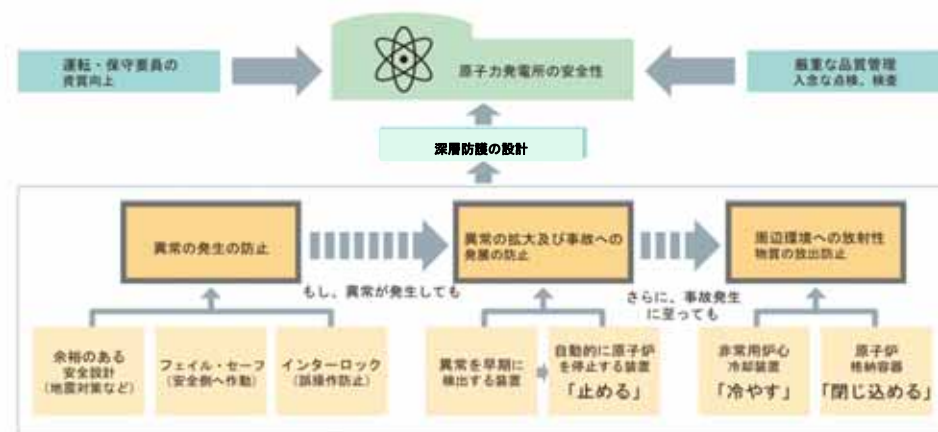 運転・保守要員の
資質向上
原子力発電所の安全性
厳重な品質管理
入念な点検、検査
深層防護の設計
異常の発生の防止
異常の拡大及び事故への
発展の防止
周辺環境への放射性
物質の放出防止
もし、異常が発生しても
さらに、事故発生
に至っても
余裕のある
安全設計
(地震対策など)
フェイル・セーフ
(安全側へ作動)
インターロック
(誤操作防止)
異常を早期に
検出する装置
自動的に原子炉
を停止する装置
「止める」
非常用炉心
冷却装置
「冷やす」
原子炉
格納容器
「閉じ込める」